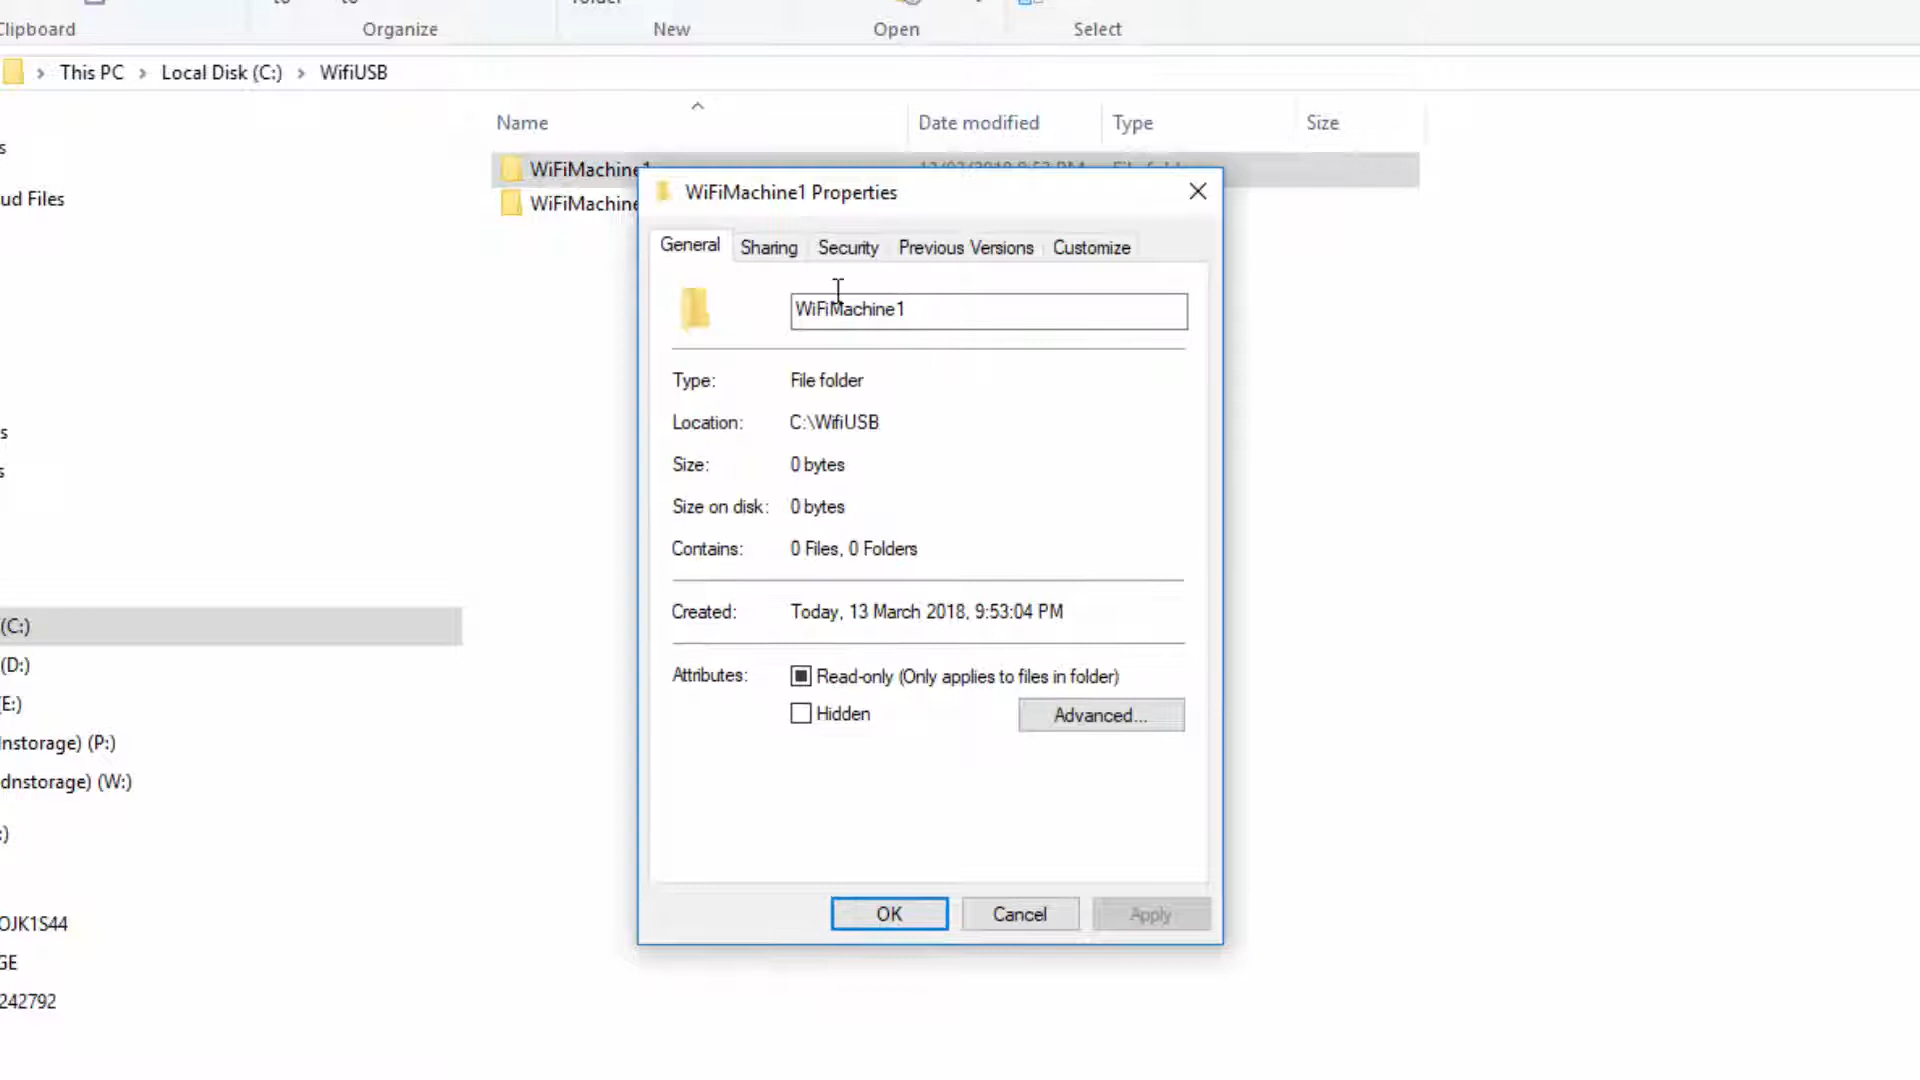 Clipboard
Organize
New
Open
Select
This PC
Local Disk (C:)
WifiUSB
Name
Date modified
Type
Size
s
ud Files
WiFiMachine1
WiFiMachine
WiFiMachine1 Properties
General
Sharing
Security
Previous Versions
Customize
WiFiMachine1
Type: File folder
Location: C:\WifiUSB
Size: 0 bytes
Size on disk: 0 bytes
Contains: 0 Files, 0 Folders
Created: Today, 13 March 2018, 9:53:04 PM
Attributes: Read-only (Only applies to files in folder)
Hidden
Advanced...
OK
Cancel
Apply
s
s
(C:)
(D:)
E:)
nstorage) (P:)
dnstorage) (W:)
:)
OJK1S44
GE
242792